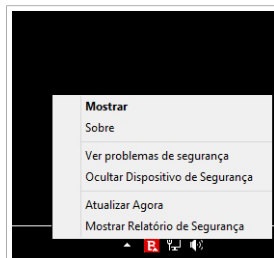 Mostrar
Sobre
Ver problemas de segurança
Ocultar Dispositivo de Segurança
Atualizar Agora
Mostrar Relatório de Segurança
B